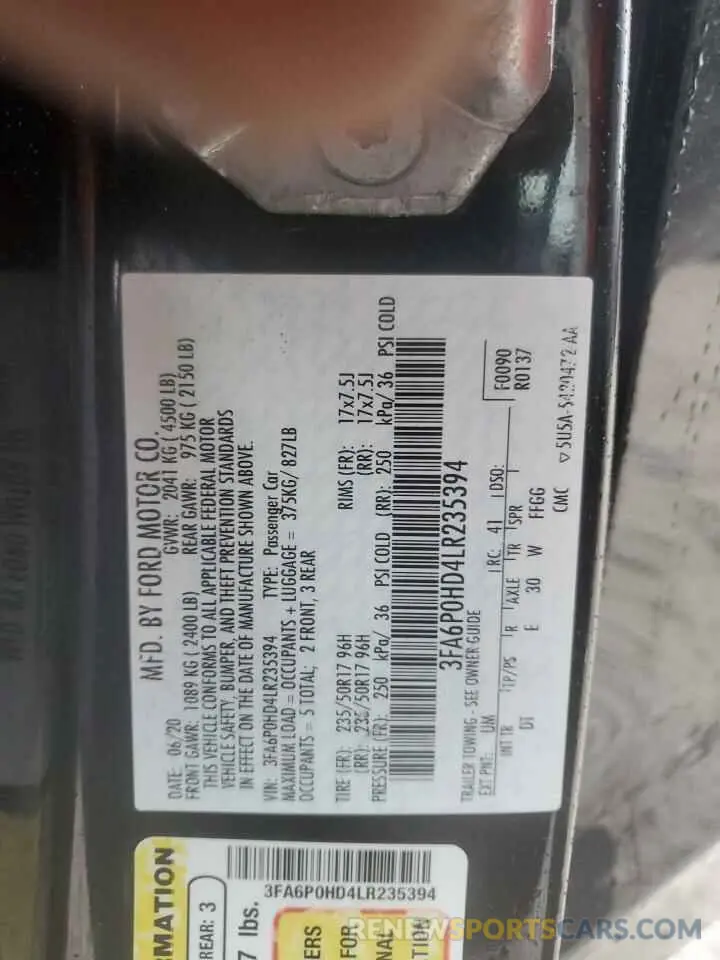 MFD. BY FORD MOTOR CO.
DATE: 06/20 GVWR: 2041 KG ( 4500 LB)
FRONT GAWR: 1089 KG ( 2400 LB) REAR GAWR: 975 KG ( 2150 LB)
THIS VEHICLE CONFORMS TO ALL APPLICABLE FEDERAL MOTOR
VEHICLE SAFETY, BUMPER, AND THEFT PREVENTION STANDARDS
IN EFFECT ON THE DATE OF MANUFACTURE SHOWN ABOVE.
VIN: 3FA6P0HD4LR235394 TYPE: Passenger Car
MAXIMUM LOAD = OCCUPANTS + LUGGAGE = 375KG/ 827LB
OCCUPANTS = 5 TOTAL; 2 FRONT, 3 REAR
TIRE (FR): 235/50R17 96H RIMS (FR): 17x7.5J
(RR): 235/50R17 96H (RR): 17x7.5J
PRESSURE (FR): 250 kPa/ 36 PSI COLD (RR): 250 kPa/ 36 PSI COLD
3FA6P0HD4LR235394
TRAILER TOWING - SEE OWNER GUIDE
F0090
R0137
EXT PNT: UM RC: 41 DSO:
INT TR TP/PS R AXLE TR SPR
DT E 30 W FFGG
CMC 5U5A-5420472 AA
3FA6P0HD4LR235394
REAR: 3
7 lbs.
FOR
RENEWSPORTSCARS.COM